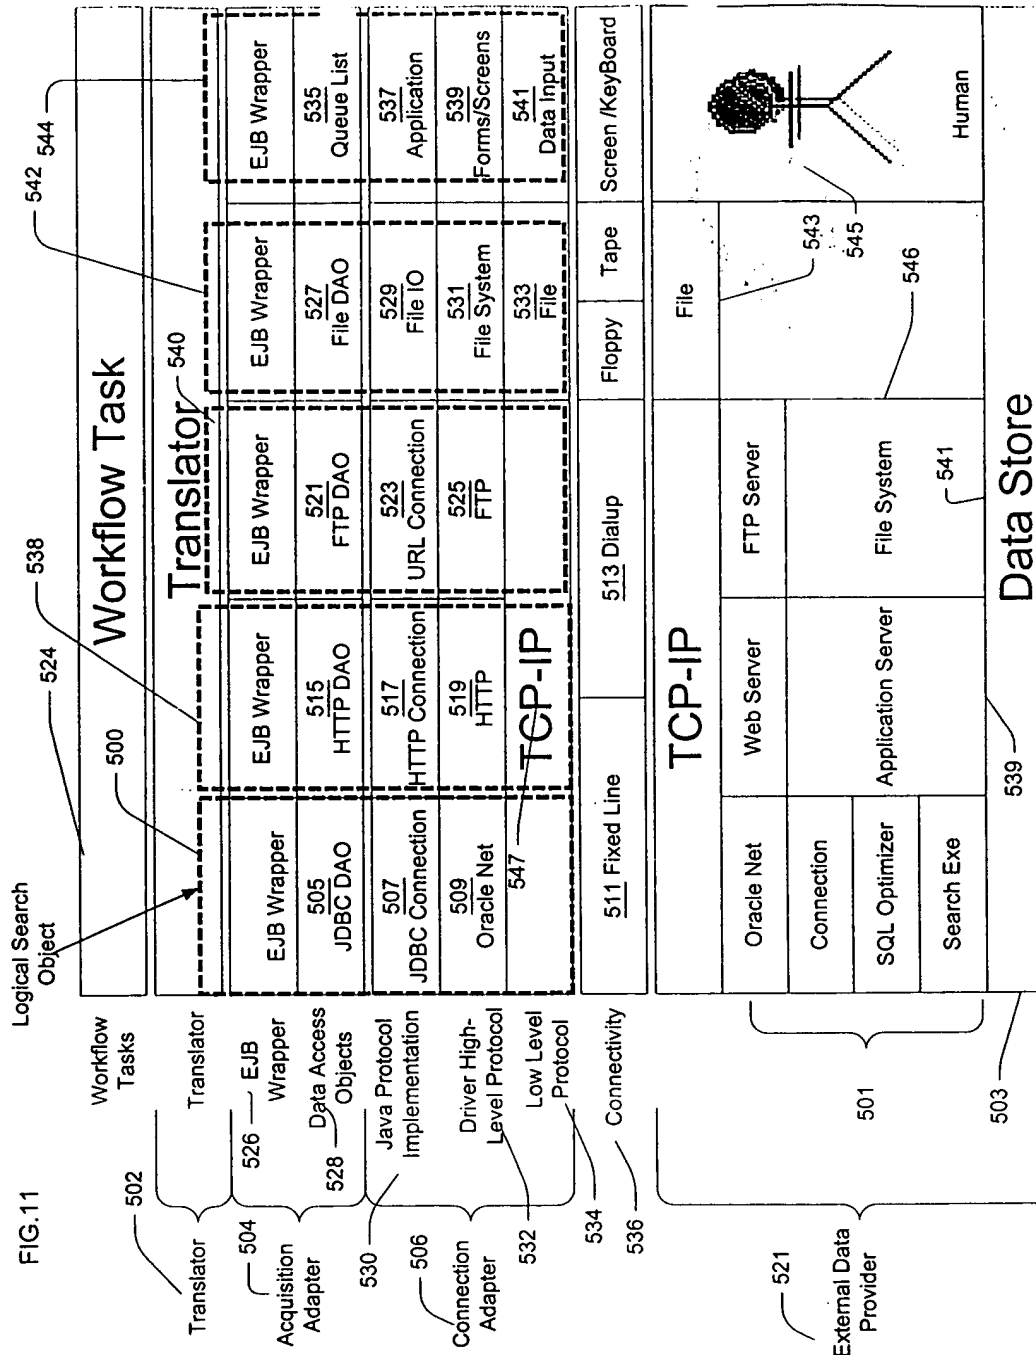 FIG.11
Logical Search
Object
524
500
538
540
542
544
Workflow
Tasks
Workflow Task
502
Translator
Translator
Translator
504
Acquisition
Adapter
526
EJB
Wrapper
EJB Wrapper
EJB Wrapper
EJB Wrapper
EJB Wrapper
EJB Wrapper
528
Data Access
Objects
505
JDBC DAO
515
HTTP DAO
521
FTP DAO
527
File DAO
535
Queue List
530
506
Connection
Adapter
Java Protocol
Implementation
507
JDBC Connection
517
HTTP Connection
523
URL Connection
529
File IO
537
Application
532
Driver High-
Level Protocol
509
Oracle Net
519
HTTP
525
FTP
531
File System
539
Forms/Screens
534
Low Level
Protocol
547
TCP-IP
533
File
541
Data Input
536
Connectivity
511 Fixed Line
513 Dialup
Floppy
Tape
Screen /KeyBoard
521
External Data
Provider
TCP-IP
File
543
545
546
501
Oracle Net
Web Server
FTP Server
Connection
SQL Optimizer
Search Exe
Application Server
File System
541
Human
503
539
Data Store